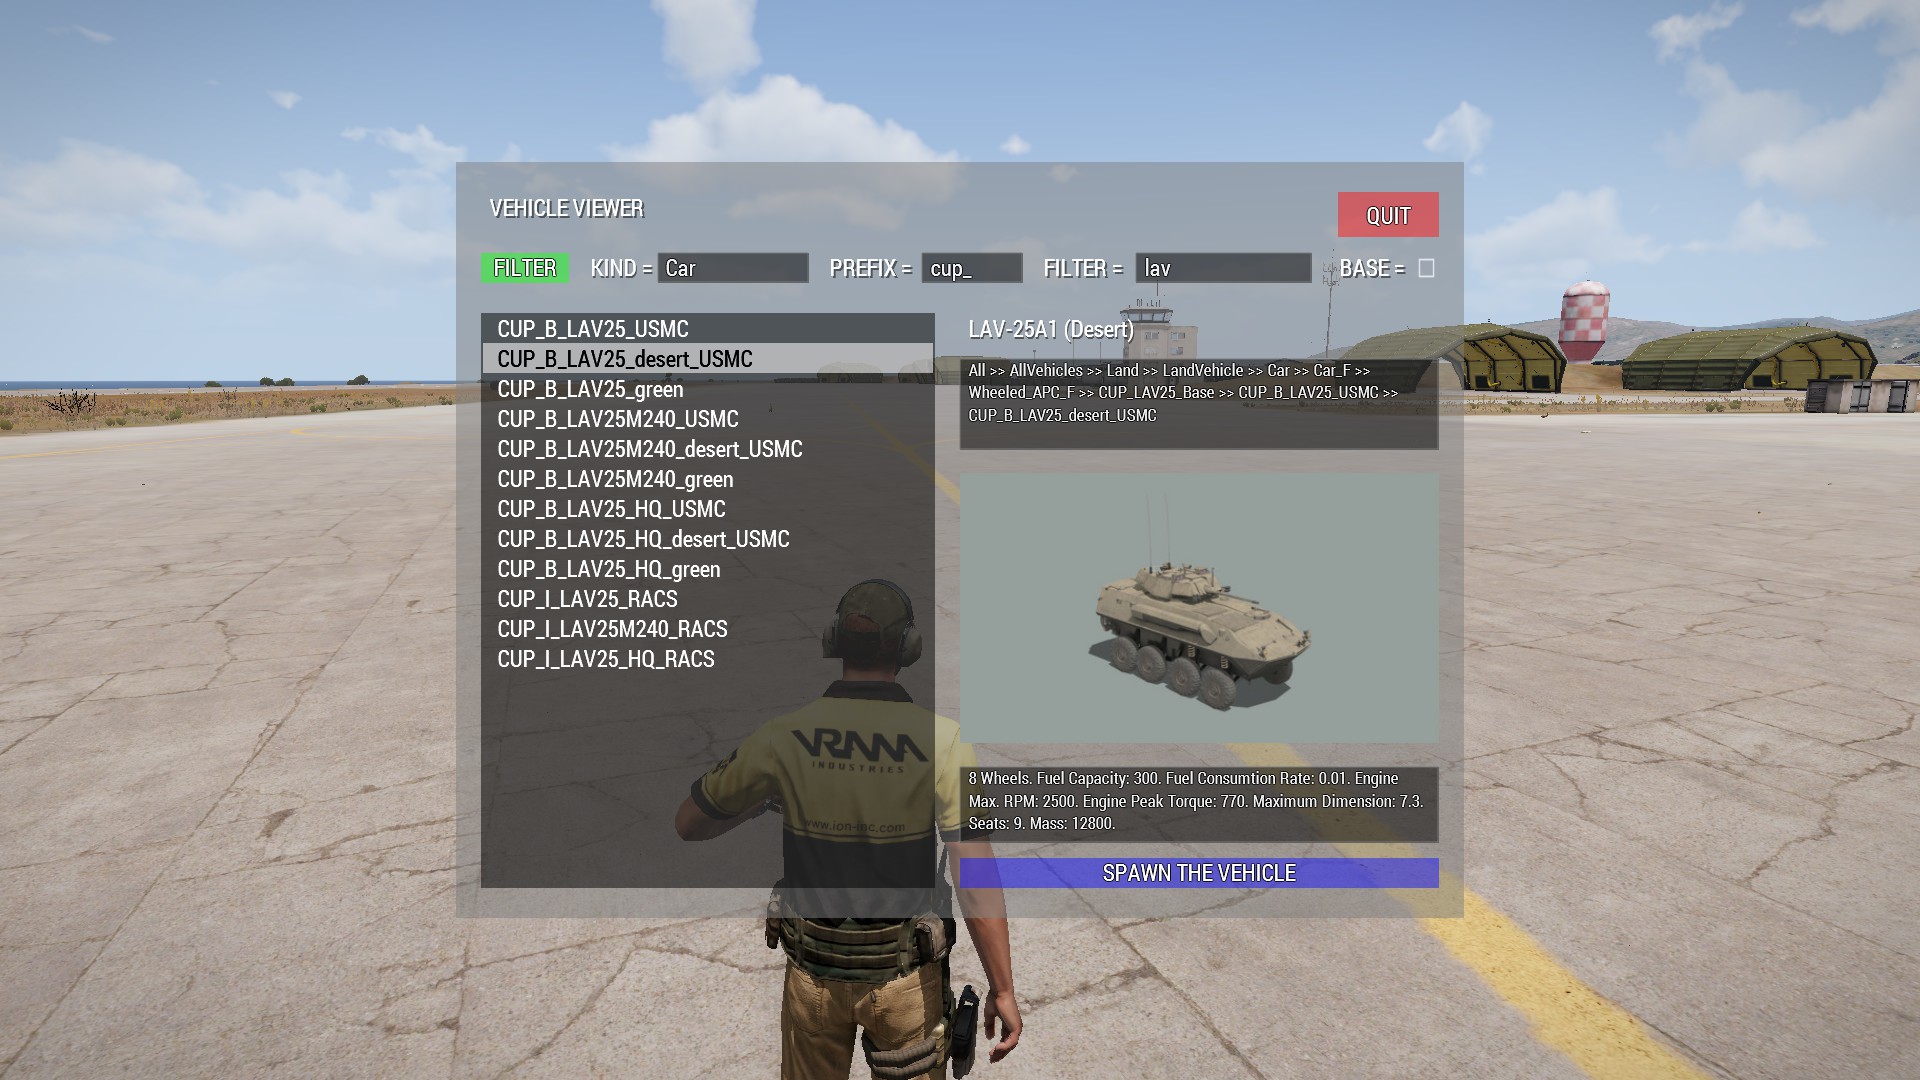 VEHICLE VIEWER
QUIT
FILTER KIND = Car PREFIX = cup_ FILTER = lav BASE =
CUP_B_LAV25_USMC
CUP_B_LAV25_desert_USMC
CUP_B_LAV25_green
CUP_B_LAV25M240_USMC
CUP_B_LAV25M240_desert_USMC
CUP_B_LAV25M240_green
CUP_B_LAV25_HQ_USMC
CUP_B_LAV25_HQ_desert_USMC
CUP_B_LAV25_HQ_green
CUP_I_LAV25_RACS
CUP_I_LAV25M240_RACS
CUP_I_LAV25_HQ_RACS
LAV-25A1 (Desert)
All >> AllVehicles >> Land >> LandVehicle >> Car >> Car_F >>
Wheeled_APC_F >> CUP_LAV25_Base >> CUP_B_LAV25_USMC >>
CUP_B_LAV25_desert_USMC
8 Wheels. Fuel Capacity: 300. Fuel Consumtion Rate: 0.01. Engine
Max. RPM: 2500. Engine Peak Torque: 770. Maximum Dimension: 7.3.
Seats: 9. Mass: 12800.
SPAWN THE VEHICLE
VRANA
INDUSTRIES
www.ion-inc.com